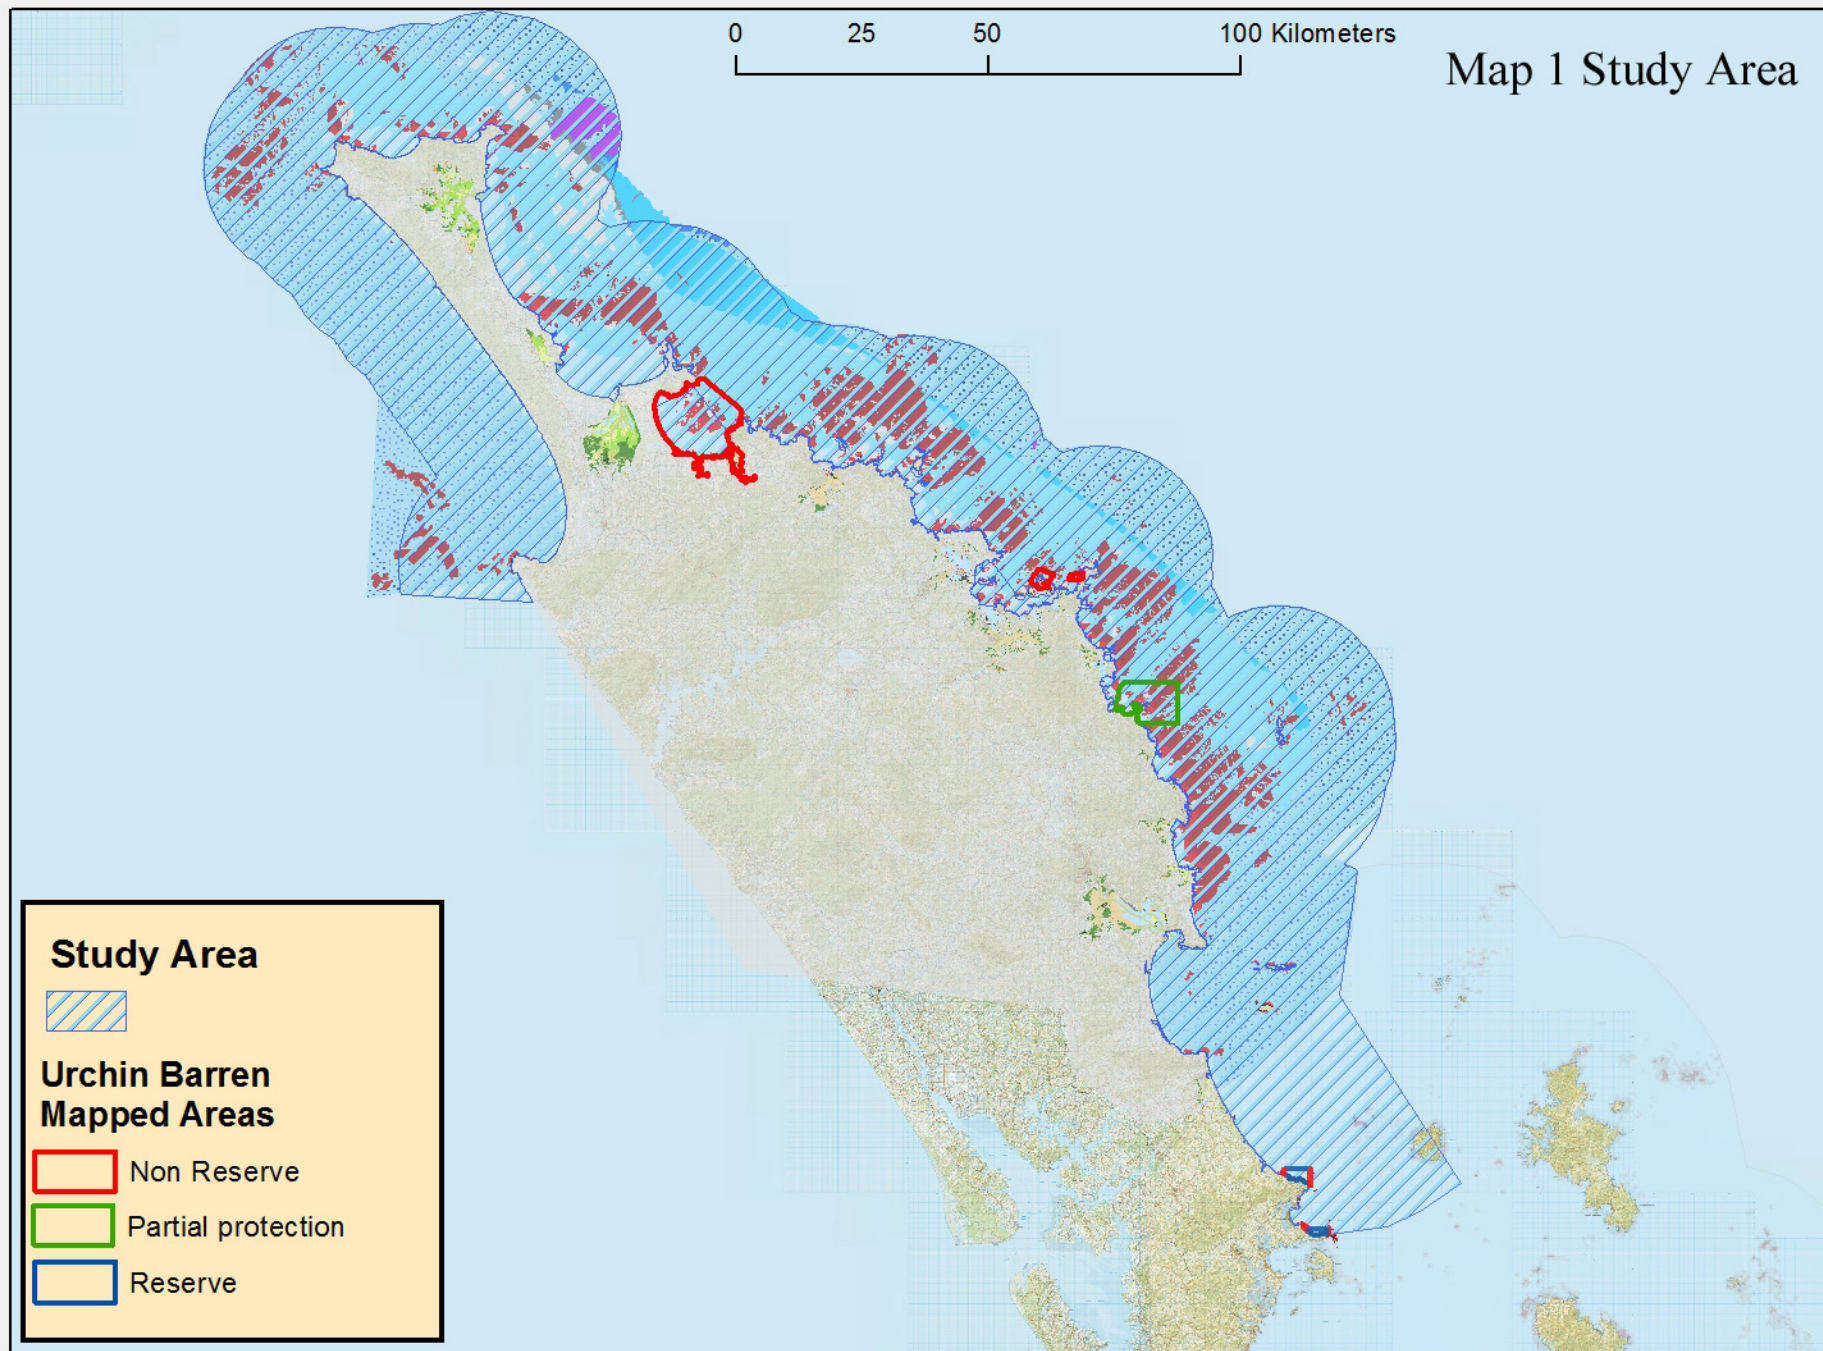 0 25 50 100 Kilometers
Map 1 Study Area
Study Area
Urchin Barren
Mapped Areas
Non Reserve
Partial protection
Reserve